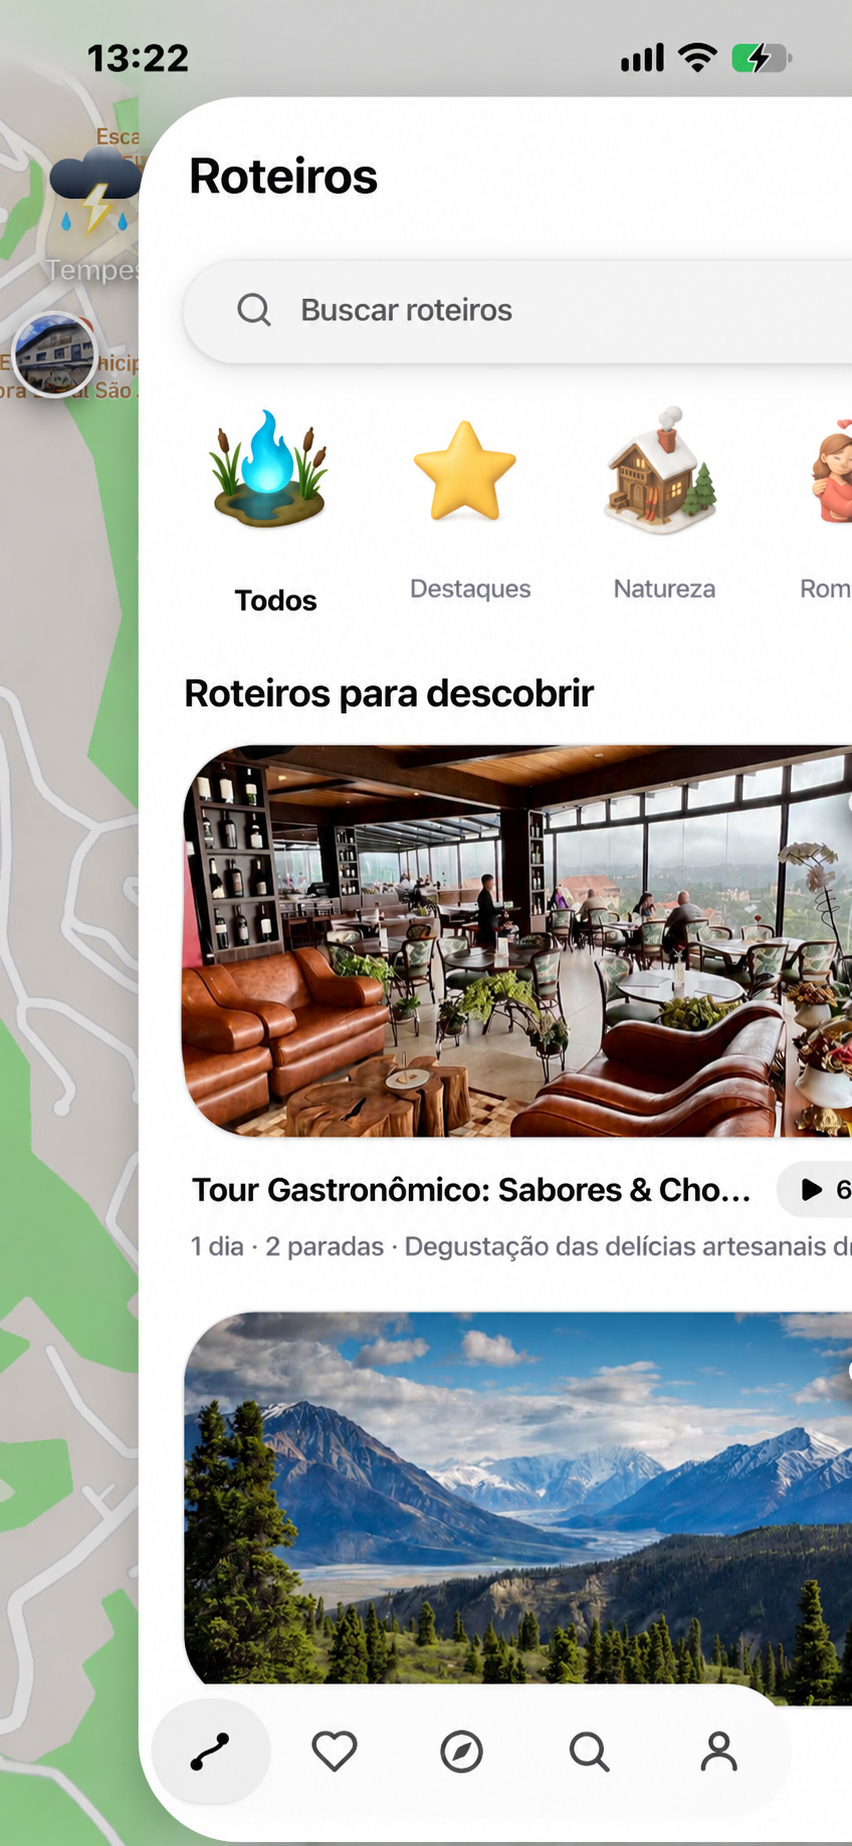 13:22
Esca
Tempes
hicip
São
Roteiros
Buscar roteiros
Todos
Destaques
Natureza
Rom
Roteiros para descobrir
Tour Gastronômico: Sabores & Cho...
6
1 dia · 2 paradas · Degustação das delícias artesanais d